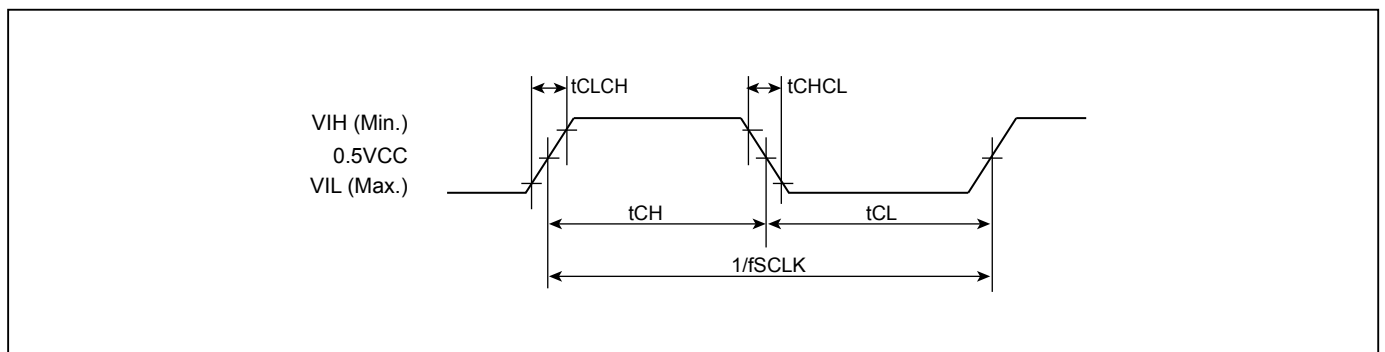 tCLCH
tCHCL
VIH (Min.)
0.5VCC
VIL (Max.)
tCH
tCL
1/fSCLK